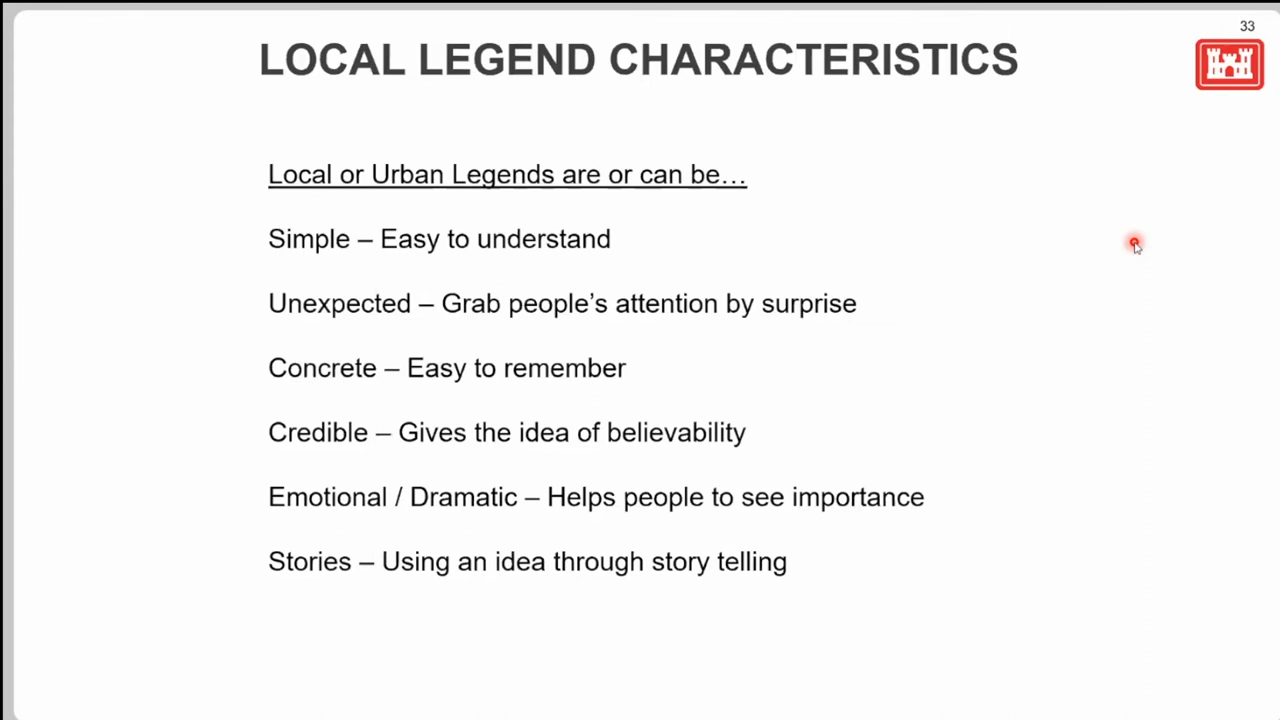 33
LOCAL LEGEND CHARACTERISTICS
Local or Urban Legends are or can be…
Simple – Easy to understand
Unexpected – Grab people’s attention by surprise
Concrete – Easy to remember
Credible – Gives the idea of believability
Emotional / Dramatic – Helps people to see importance
Stories – Using an idea through story telling